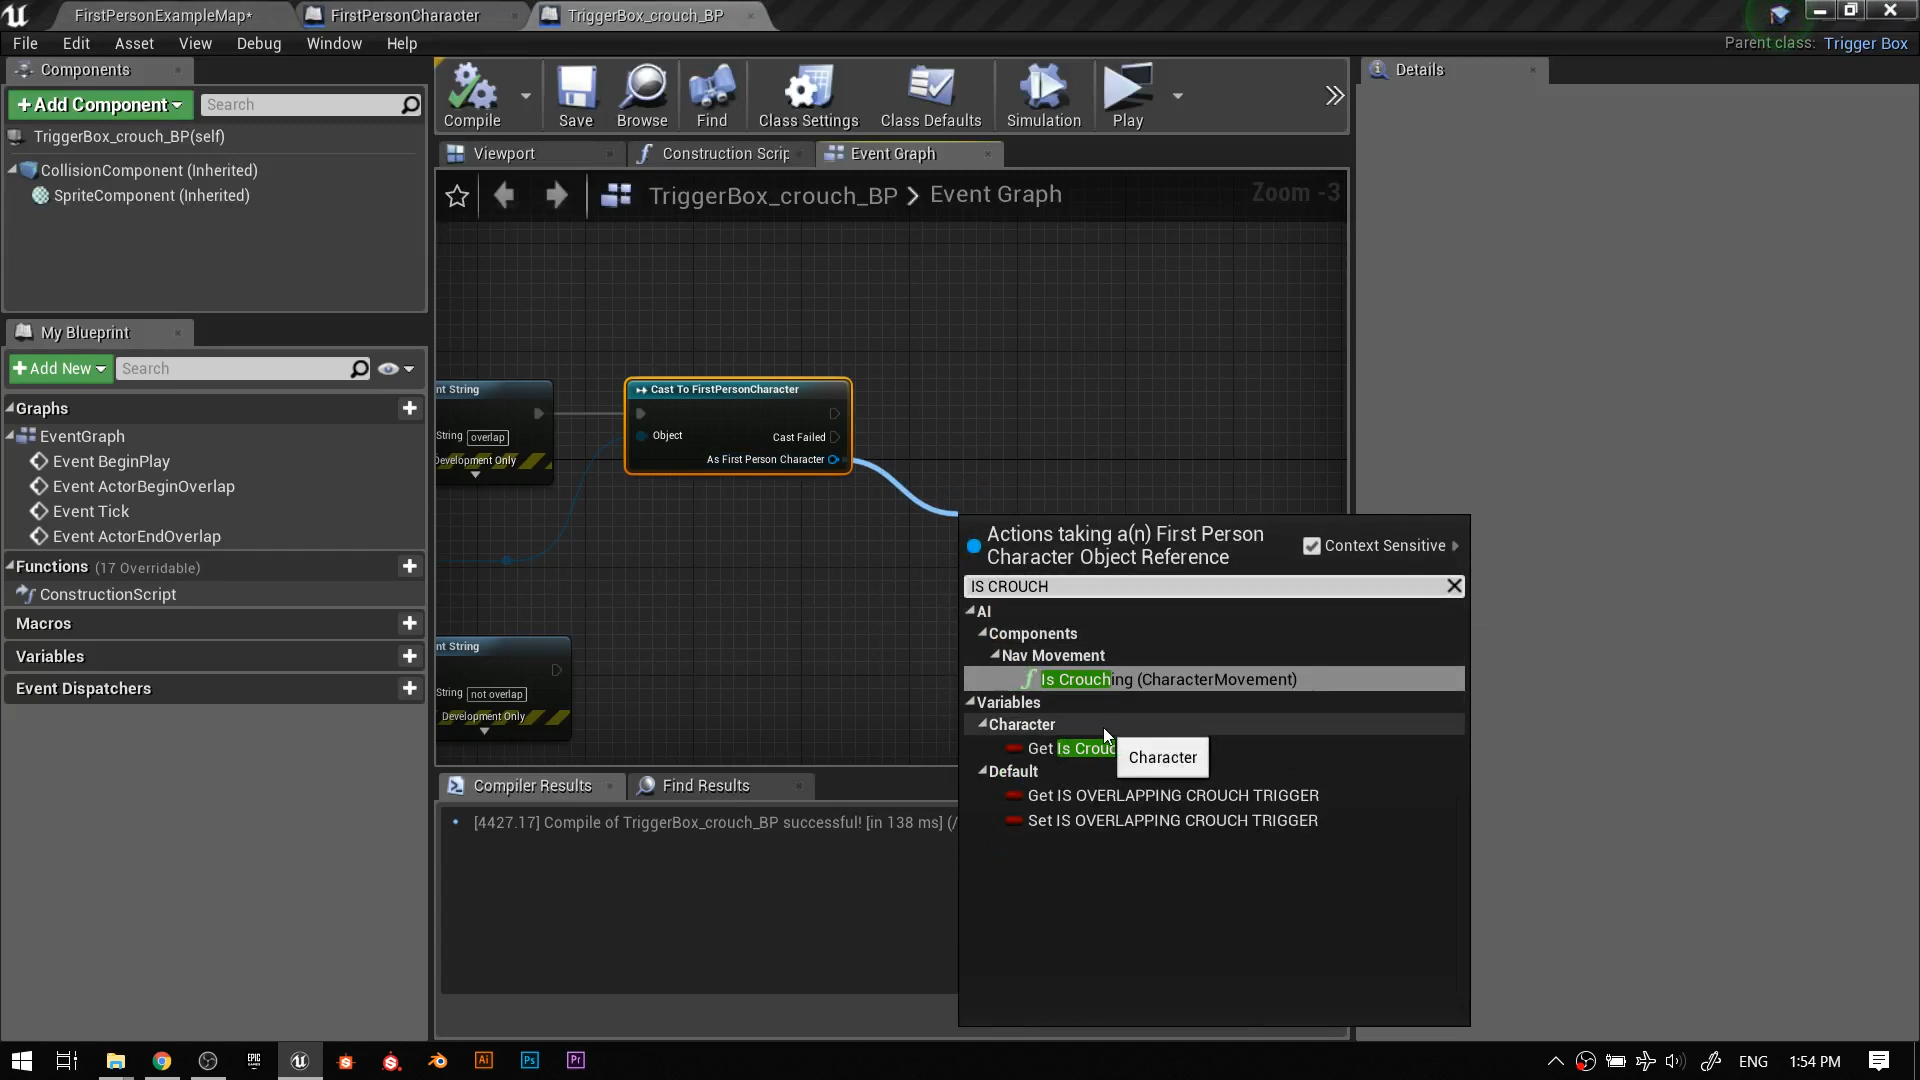 FirstPersonExampleMap*
FirstPersonCharacter
TriggerBox_crouch_BP
File Edit Asset View Debug Window Help
Parent class: Trigger Box
Components
+Add Component
Search
TriggerBox_crouch_BP(self)
CollisionComponent (Inherited)
SpriteComponent (Inherited)
Compile
Save
Browse
Find
Class Settings
Class Defaults
Simulation
Play
Details
Viewport
Construction Scrip
Event Graph
TriggerBox_crouch_BP > Event Graph
Zoom -3
My Blueprint
+Add New
Search
Graphs
EventGraph
Event BeginPlay
Event ActorBeginOverlap
Event Tick
Event ActorEndOverlap
Functions (17 Overridable)
ConstructionScript
Macros
Variables
Event Dispatchers
nt String
String overlap
Development Only
Cast To FirstPersonCharacter
Object
Cast Failed
As First Person Character
nt String
String not overlap
Development Only
Actions taking a(n) First Person
Character Object Reference
Context Sensitive
IS CROUCH
AI
Components
Nav Movement
Is Crouching (CharacterMovement)
Variables
Character
Get Is Crouc
Character
Default
Get IS OVERLAPPING CROUCH TRIGGER
Set IS OVERLAPPING CROUCH TRIGGER
Compiler Results
Find Results
[4427.17] Compile of TriggerBox_crouch_BP successful! [in 138 ms] (/
EPIC
GAMES
Ai
Ps
Pr
ENG
1:54 PM